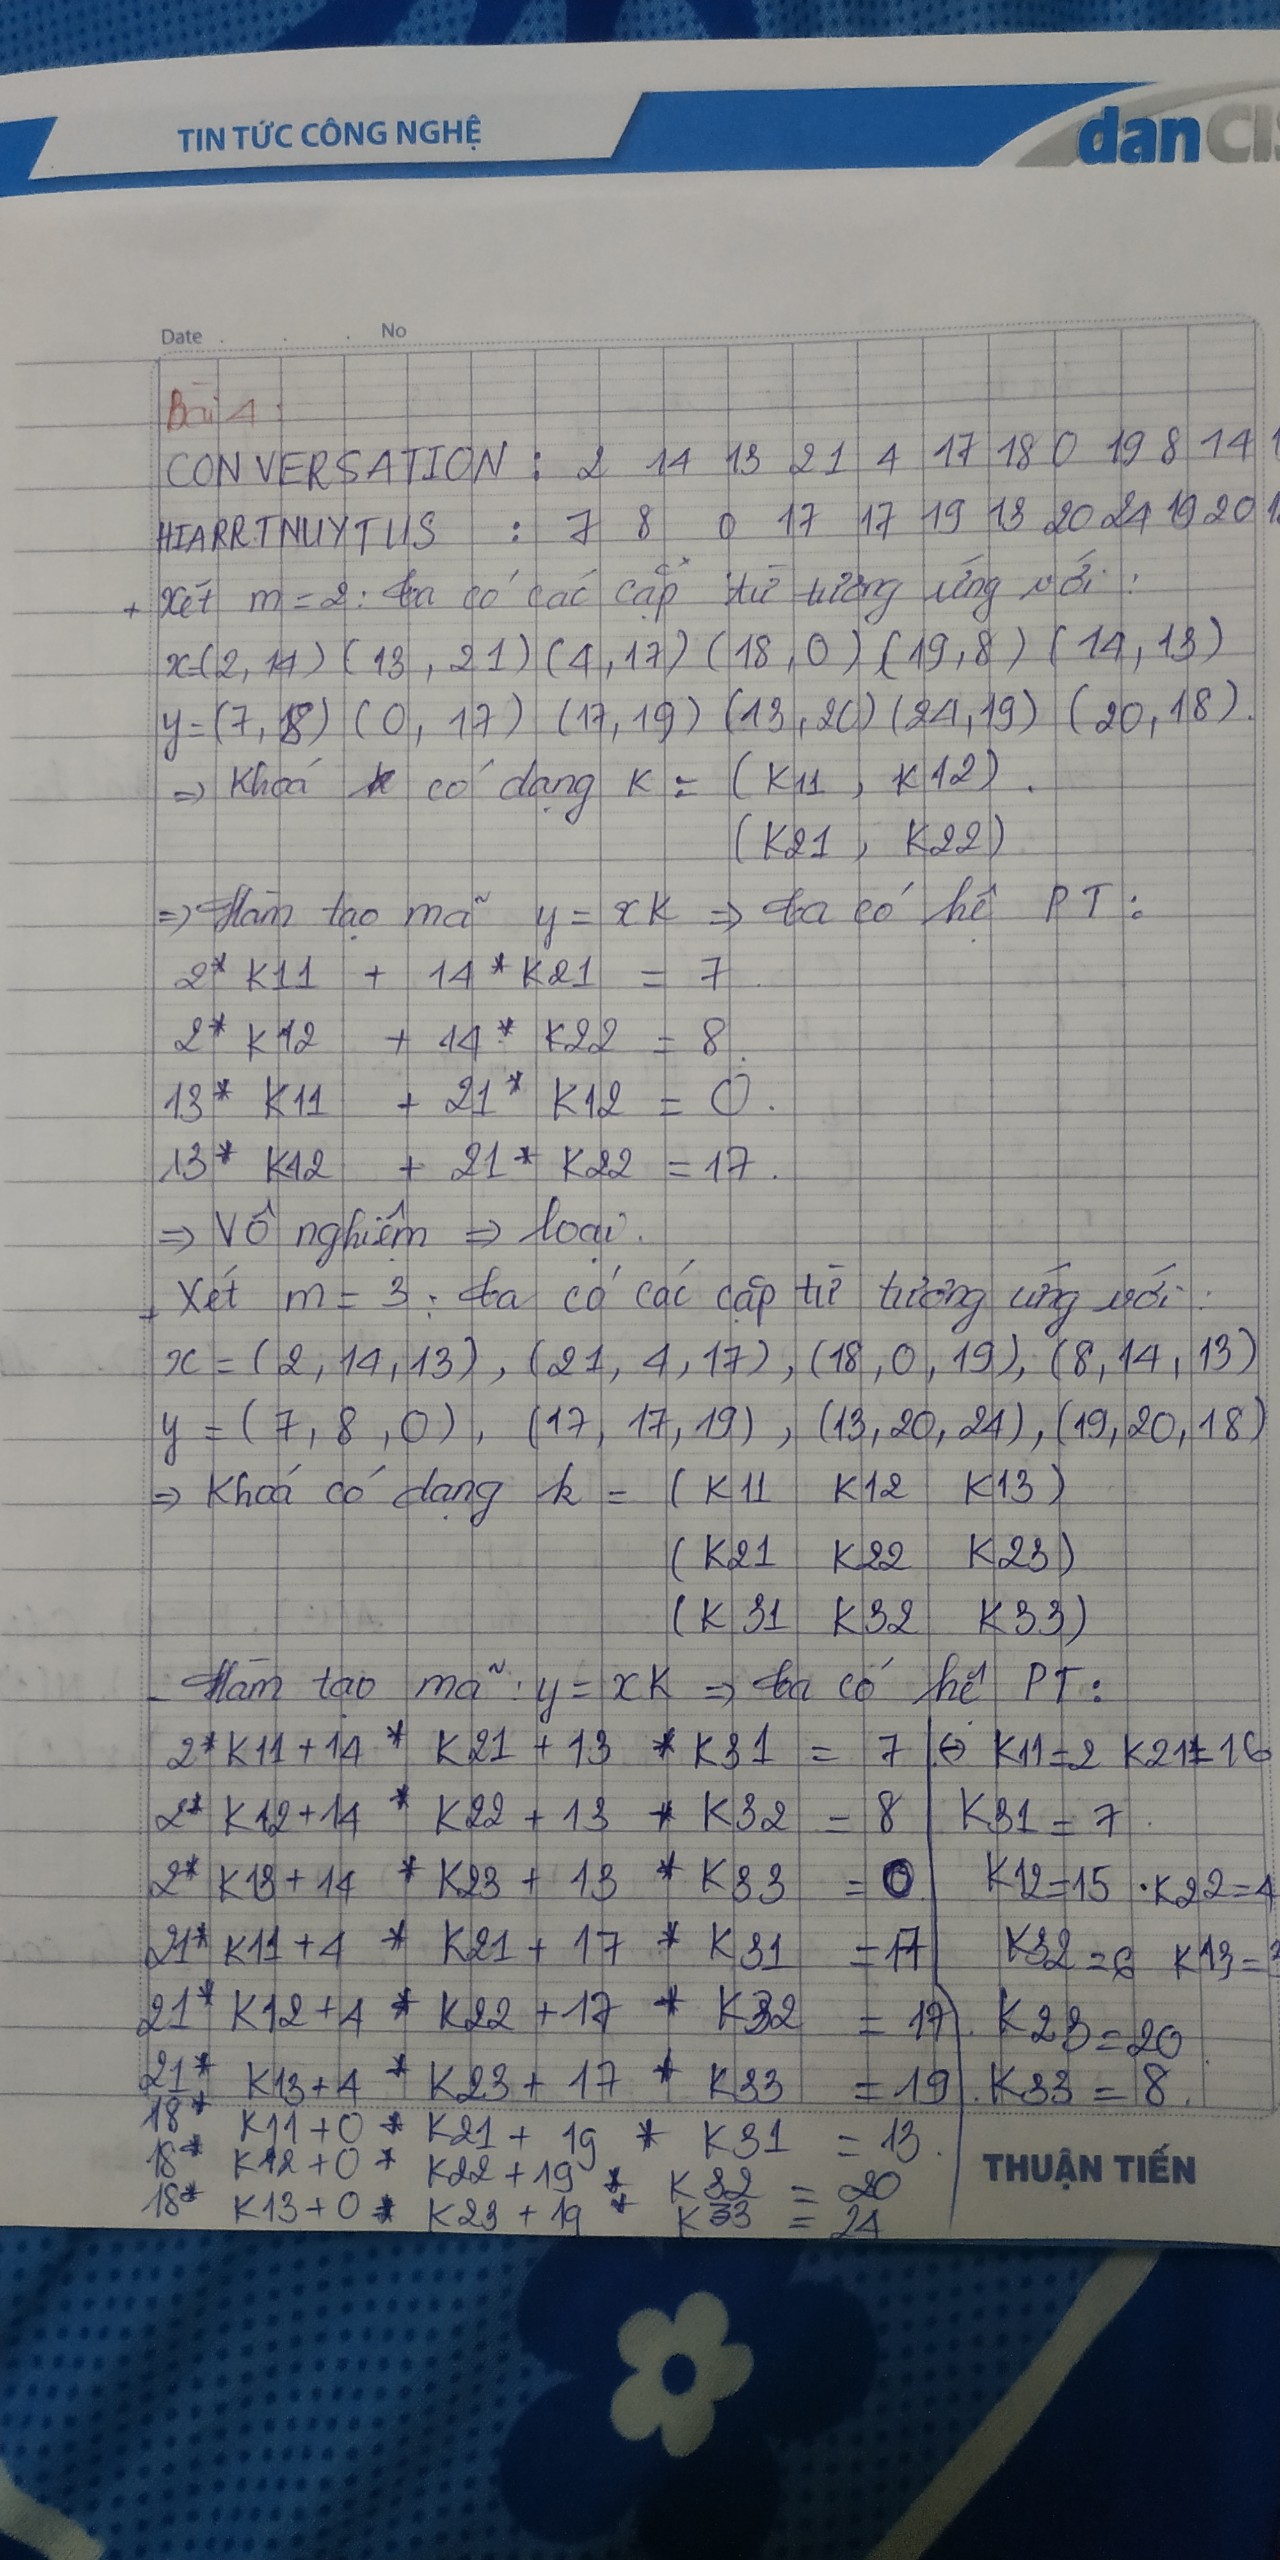 TIN TỨC CÔNG NGHỆ
dan
Date No
Bài 4:
CONVERSATION : 2 14 13 21 4 17 18 0 19 8 14
HIARRTNUYTUS : 7 8 0 17 17 19 13 20 24 19 20
+ Xét m = 2 : ta có các cặp từ tương ứng với :
x=(2, 14) (13, 21) (4, 17) (18, 0) (19, 8) (14, 13)
y=(7, 8) (0, 17) (17, 19) (13, 20) (24, 19) (20, 18).
=> Khoá k có dạng K = (K11, K12).
(K21, K22)
=> Hàm tạo mã y = xK => ta có hệ PT :
2* K11 + 14* K21 = 7
2* K12 + 14* K22 = 8.
13* K11 + 21* K12 = 0.
13* K12 + 21* K22 = 17.
=> Vô nghiệm => loại.
+ Xét m = 3 : ta có các cặp từ tương ứng với :
x = (2, 14, 13), (21, 4, 17), (18, 0, 19), (8, 14, 13)
y = (7, 8, 0), (17, 17, 19), (13, 20, 24), (19, 20, 18)
=> Khoá có dạng k = (K11 K12 K13)
(K21 K22 K23)
(K31 K32 K33)
- Hàm tạo mã : y = xK => ta có hệ PT :
2* K11 + 14 * K21 + 13 * K31 = 7 <=> K11 = 2 K21 = 16
2* K12 + 14 * K22 + 13 * K32 = 8 K31 = 7.
2* K13 + 14 * K23 + 13 * K33 = 0 K12 = 15 . K22 = 4
21* K11 + 4 * K21 + 17 * K31 = 17 K32 = 6 K13 =
21* K12 + 4 * K22 + 17 * K32 = 17. K23 = 20
21* K13 + 4 * K23 + 17 * K33 = 19. K33 = 8.
18* K11 + 0 * K21 + 19 * K31 = 13.
18* K12 + 0 * K22 + 19 * K32 = 20
18* K13 + 0 * K23 + 19 * K33 = 24
THUẬN TIẾN